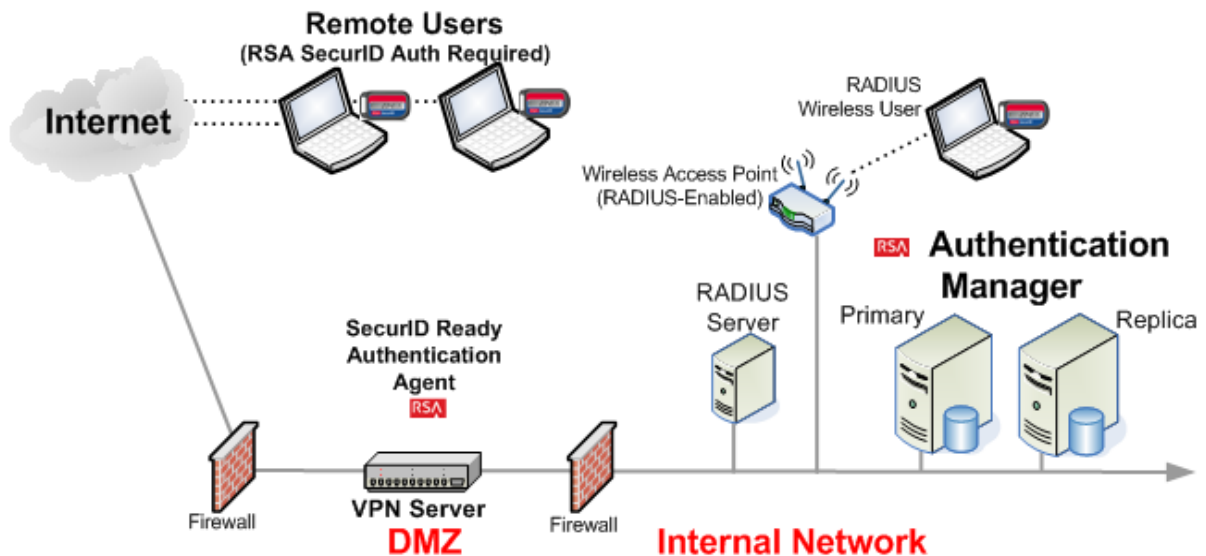 Remote Users
(RSA SecurID Auth Required)
Internet
RADIUS
Wireless User
Wireless Access Point
(RADIUS-Enabled)
RSA Authentication
Manager
RADIUS
Server
Primary
Replica
SecurID Ready
Authentication
Agent
RSA
Firewall
VPN Server
DMZ
Firewall
Internal Network